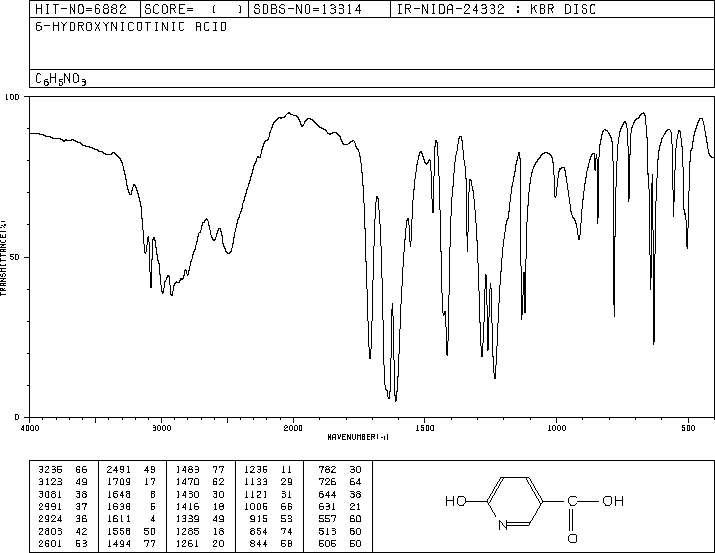 HIT-NO=6882 SCORE= ( ) SDBS-NO=13314 IR-NIDA-24332 : KBR DISC
6-HYDROXYNICOTINIC ACID
C6H5NO3
100
50
0
TRANSMITTANCE(%)
4000 3000 2000 1500 1000 500
WAVENUMBER(-1)
3236 66 2491 49 1483 77 1236 11 782 30
3123 49 1709 17 1470 62 1133 29 726 64
3081 38 1648 8 1430 30 1121 31 644 38
2991 37 1638 6 1416 18 1006 66 631 21
2924 36 1611 4 1339 49 915 53 557 60
2803 42 1558 50 1285 18 854 74 513 60
2601 53 1494 77 1261 20 844 58 506 50
HO
N
C
O
OH